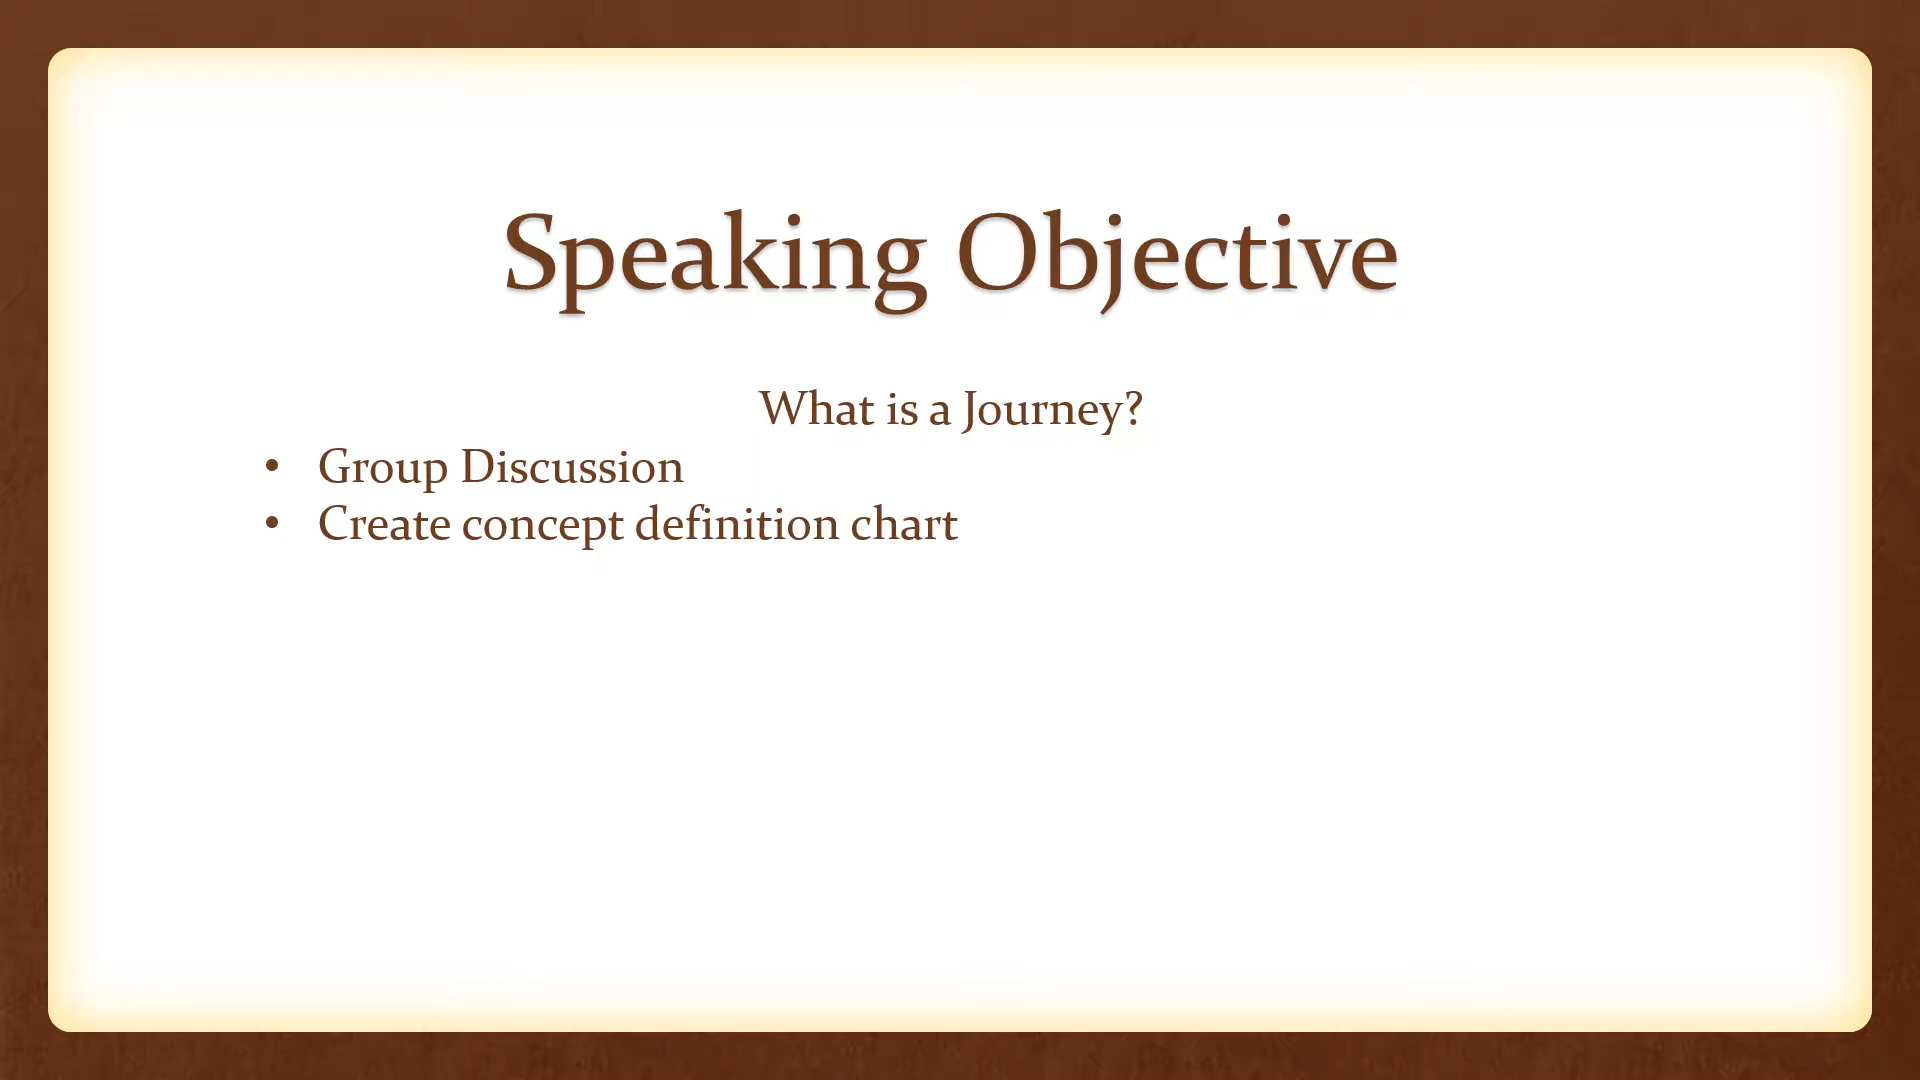 Speaking Objective
What is a Journey?
• Group Discussion
• Create concept definition chart